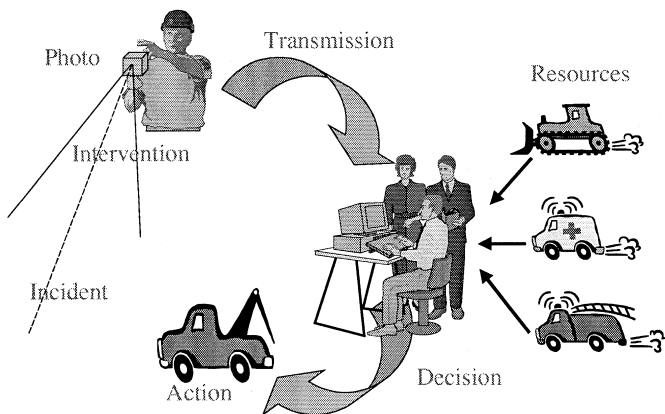 Transmission
Photo
Resources
Intervention
Incident
Action
Decision